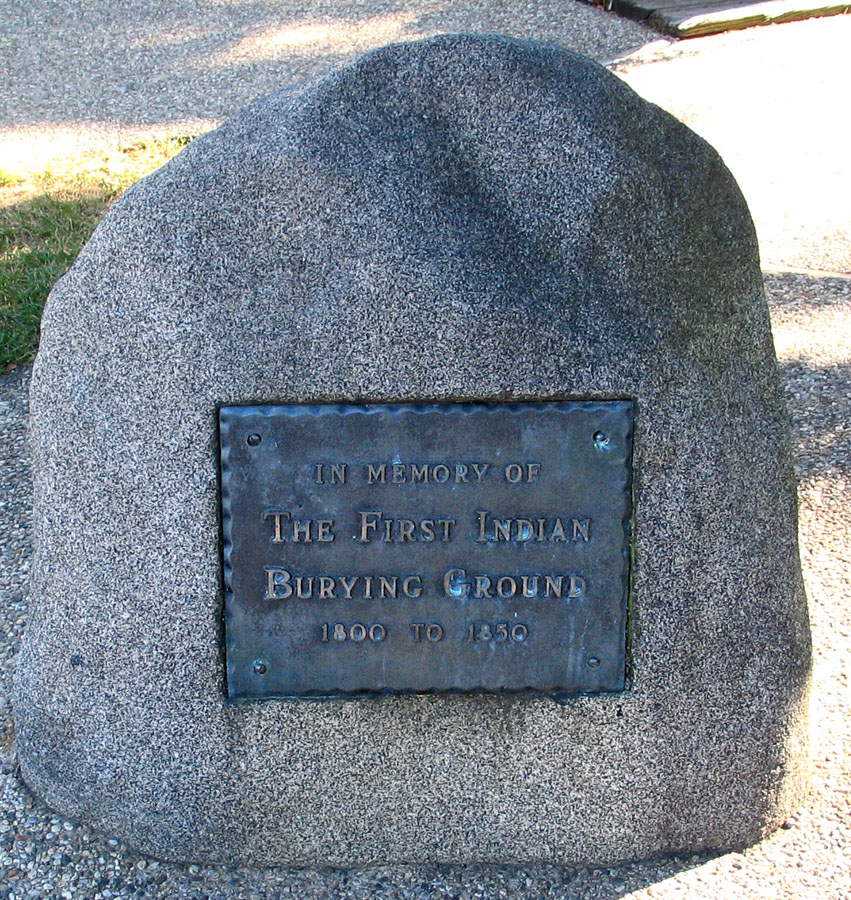 IN MEMORY OF
THE FIRST INDIAN
BURYING GROUND
1800 TO 1850